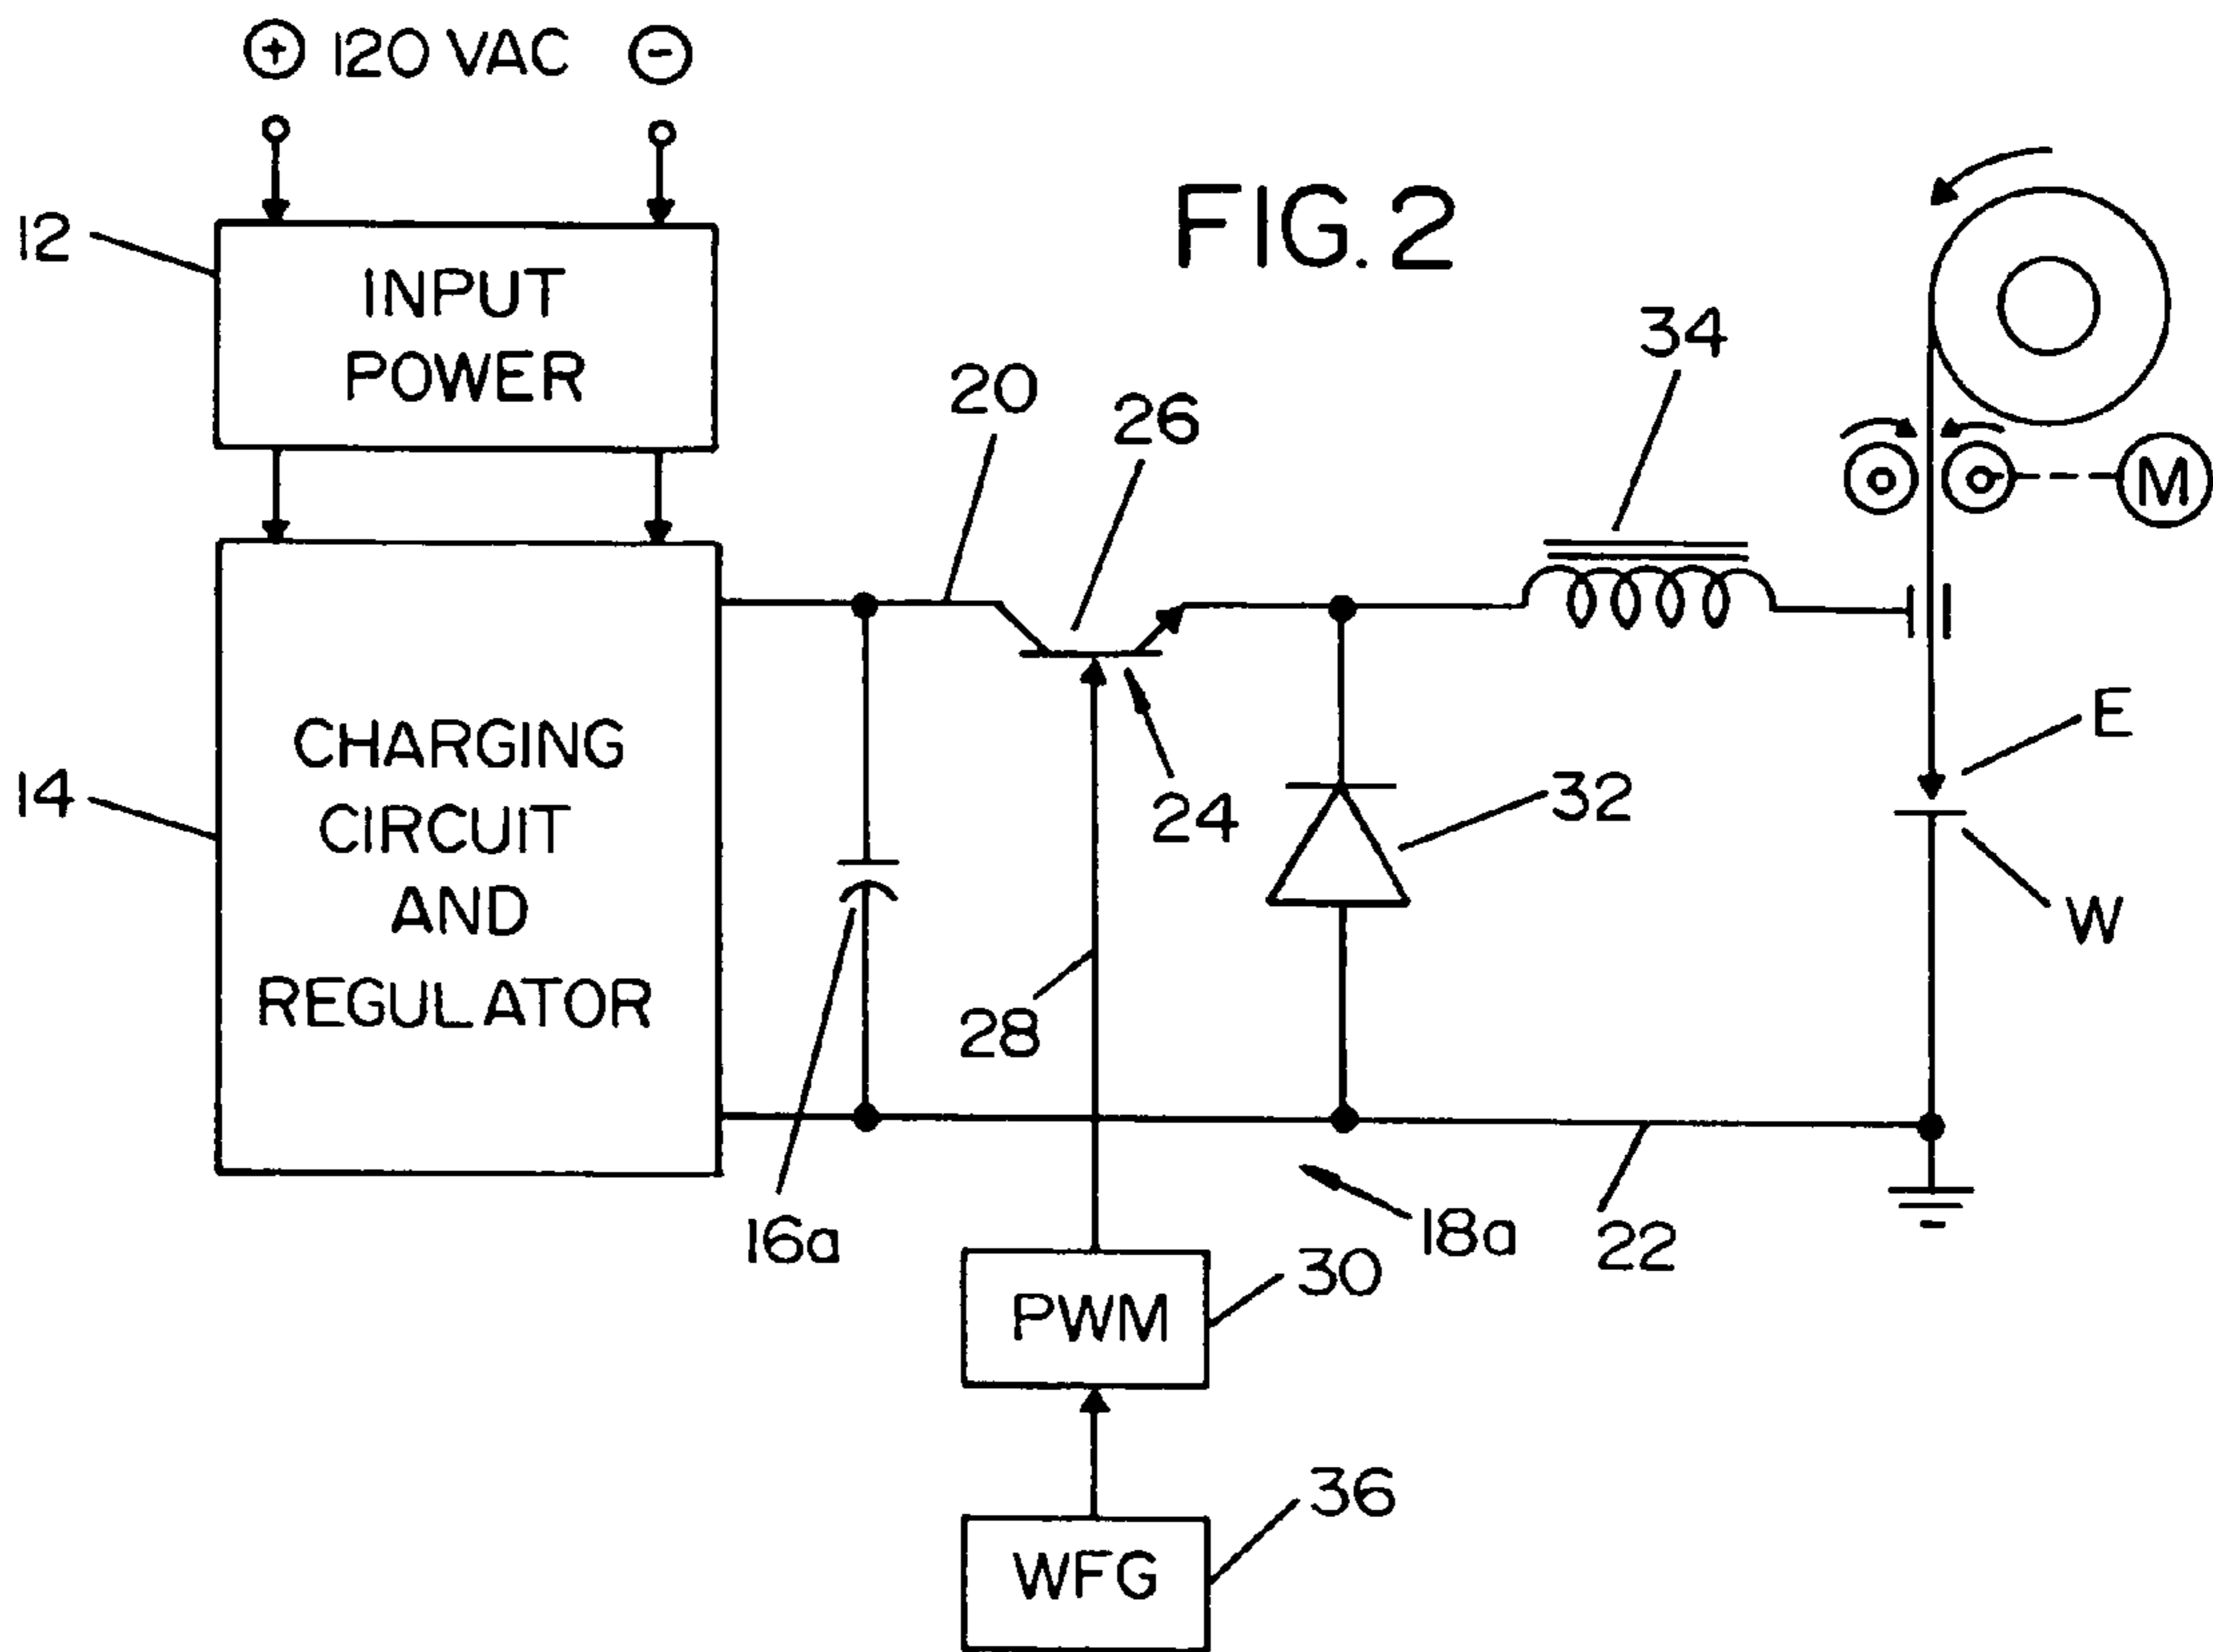 ⊕ 120 VAC ⊖
FIG. 2
12
INPUT
POWER
20
26
34
M
14
CHARGING
CIRCUIT
AND
REGULATOR
24
32
E
W
28
16a
18a
22
PWM
30
WFG
36